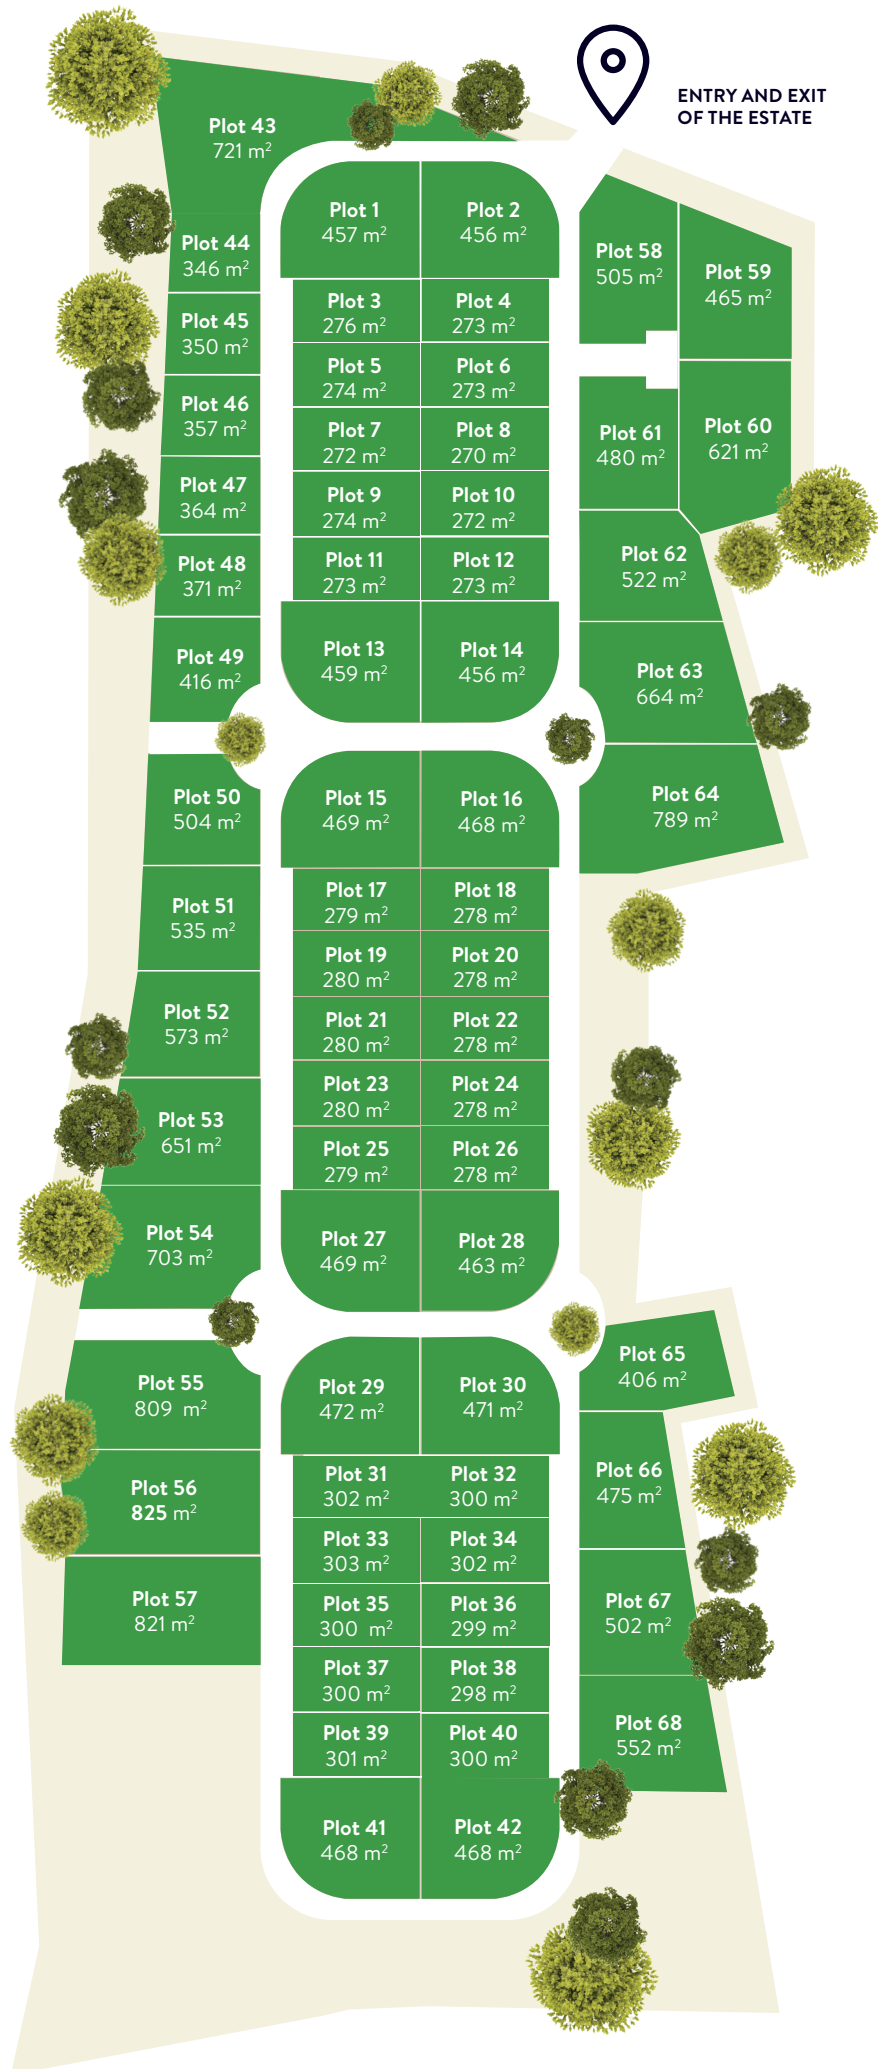 ENTRY AND EXIT
OF THE ESTATE
Plot 43
721 m²
Plot 1
457 m²
Plot 2
456 m²
Plot 44
346 m²
Plot 58
505 m²
Plot 59
465 m²
Plot 3
276 m²
Plot 4
273 m²
Plot 45
350 m²
Plot 5
274 m²
Plot 6
273 m²
Plot 46
357 m²
Plot 7
272 m²
Plot 8
270 m²
Plot 61
480 m²
Plot 60
621 m²
Plot 47
364 m²
Plot 9
274 m²
Plot 10
272 m²
Plot 48
371 m²
Plot 11
273 m²
Plot 12
273 m²
Plot 62
522 m²
Plot 49
416 m²
Plot 13
459 m²
Plot 14
456 m²
Plot 63
664 m²
Plot 50
504 m²
Plot 15
469 m²
Plot 16
468 m²
Plot 64
789 m²
Plot 51
535 m²
Plot 17
279 m²
Plot 18
278 m²
Plot 19
280 m²
Plot 20
278 m²
Plot 52
573 m²
Plot 21
280 m²
Plot 22
278 m²
Plot 23
280 m²
Plot 24
278 m²
Plot 53
651 m²
Plot 25
279 m²
Plot 26
278 m²
Plot 54
703 m²
Plot 27
469 m²
Plot 28
463 m²
Plot 65
406 m²
Plot 55
809 m²
Plot 29
472 m²
Plot 30
471 m²
Plot 56
825 m²
Plot 31
302 m²
Plot 32
300 m²
Plot 66
475 m²
Plot 33
303 m²
Plot 34
302 m²
Plot 57
821 m²
Plot 35
300 m²
Plot 36
299 m²
Plot 67
502 m²
Plot 37
300 m²
Plot 38
298 m²
Plot 39
301 m²
Plot 40
300 m²
Plot 68
552 m²
Plot 41
468 m²
Plot 42
468 m²